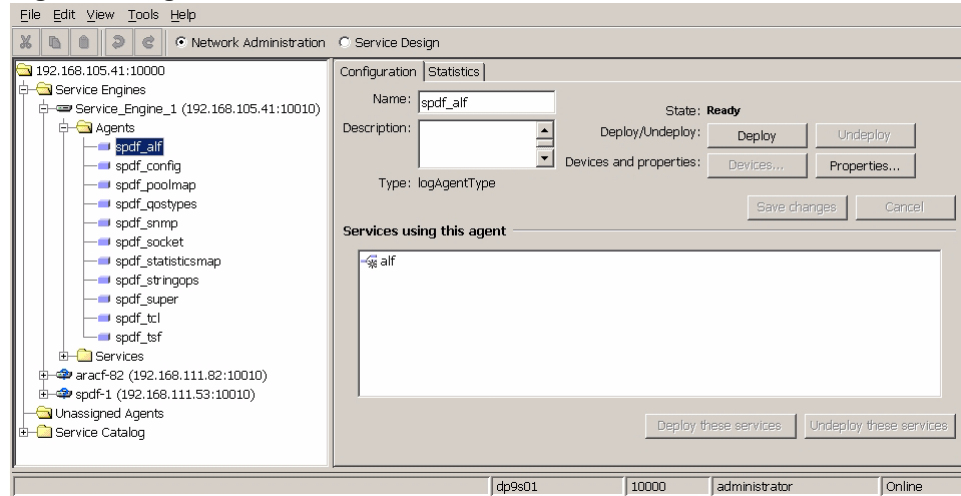 File Edit View Tools Help
Network Administration Service Design
192.168.105.41:10000
Service Engines
Service_Engine_1 (192.168.105.41:10010)
Agents
spdf_alf
spdf_config
spdf_poolmap
spdf_qostypes
spdf_snmp
spdf_socket
spdf_statisticsmap
spdf_stringops
spdf_super
spdf_tcl
spdf_tsf
Services
aracf-82 (192.168.111.82:10010)
spdf-1 (192.168.111.53:10010)
Unassigned Agents
Service Catalog
Configuration Statistics
Name: spdf_alf
State: Ready
Description:
Deploy/Undeploy: Deploy Undeploy
Devices and properties: Devices... Properties...
Type: logAgentType
Save changes Cancel
Services using this agent
alf
Deploy these services Undeploy these services
dp9s01 10000 administrator Online